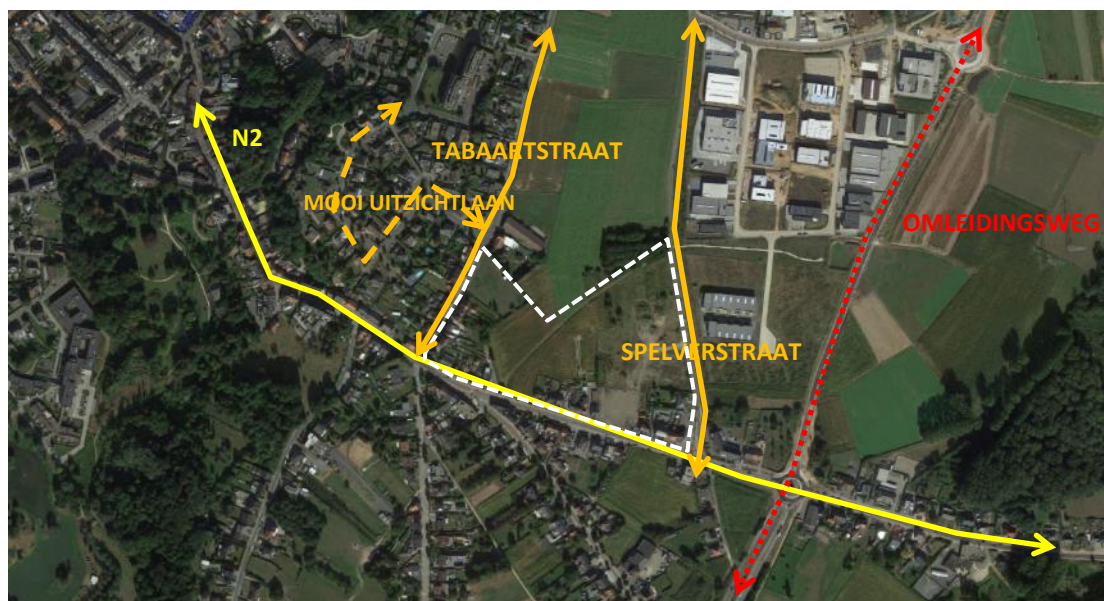 N2
TABAARTSTRAAT
MOOI UITZICHTLAAN
OMLEIDINGSWEG
SPELVERSTRAAT